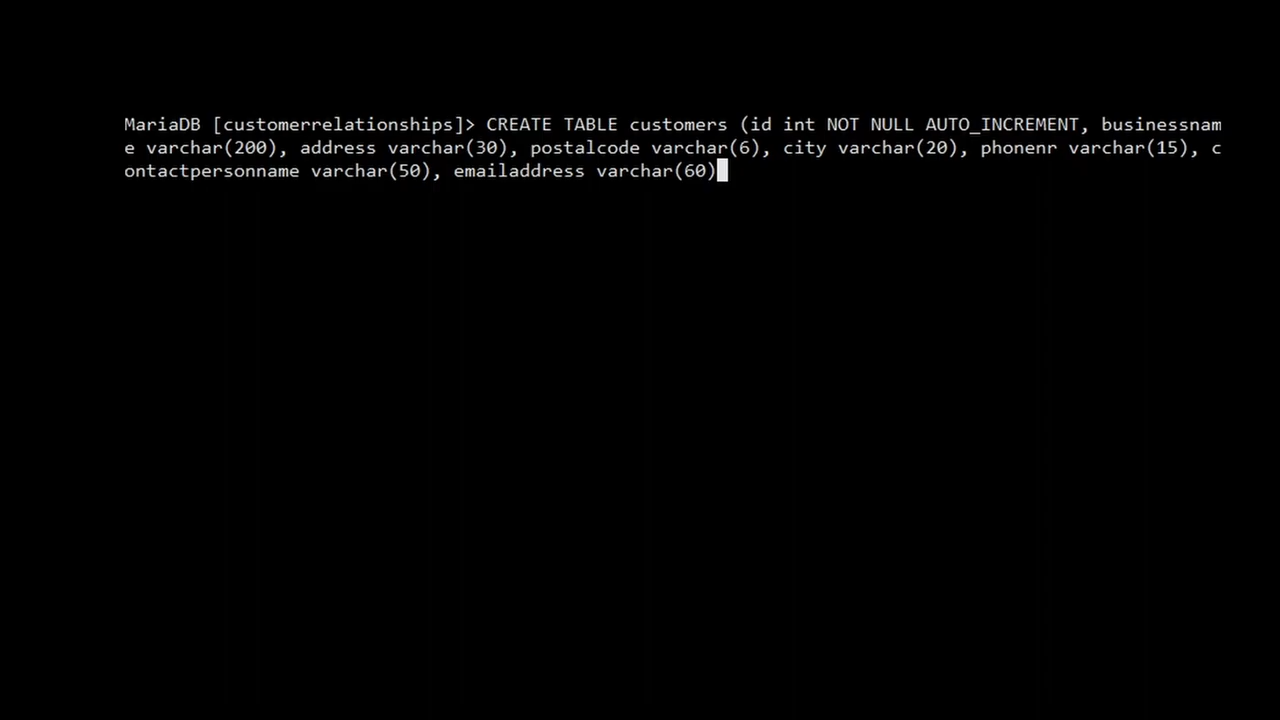 MariaDB [customerrelationships]> CREATE TABLE customers (id int NOT NULL AUTO_INCREMENT, businessnam
e varchar(200), address varchar(30), postalcode varchar(6), city varchar(20), phonenr varchar(15), c
ontactpersonname varchar(50), emailaddress varchar(60)